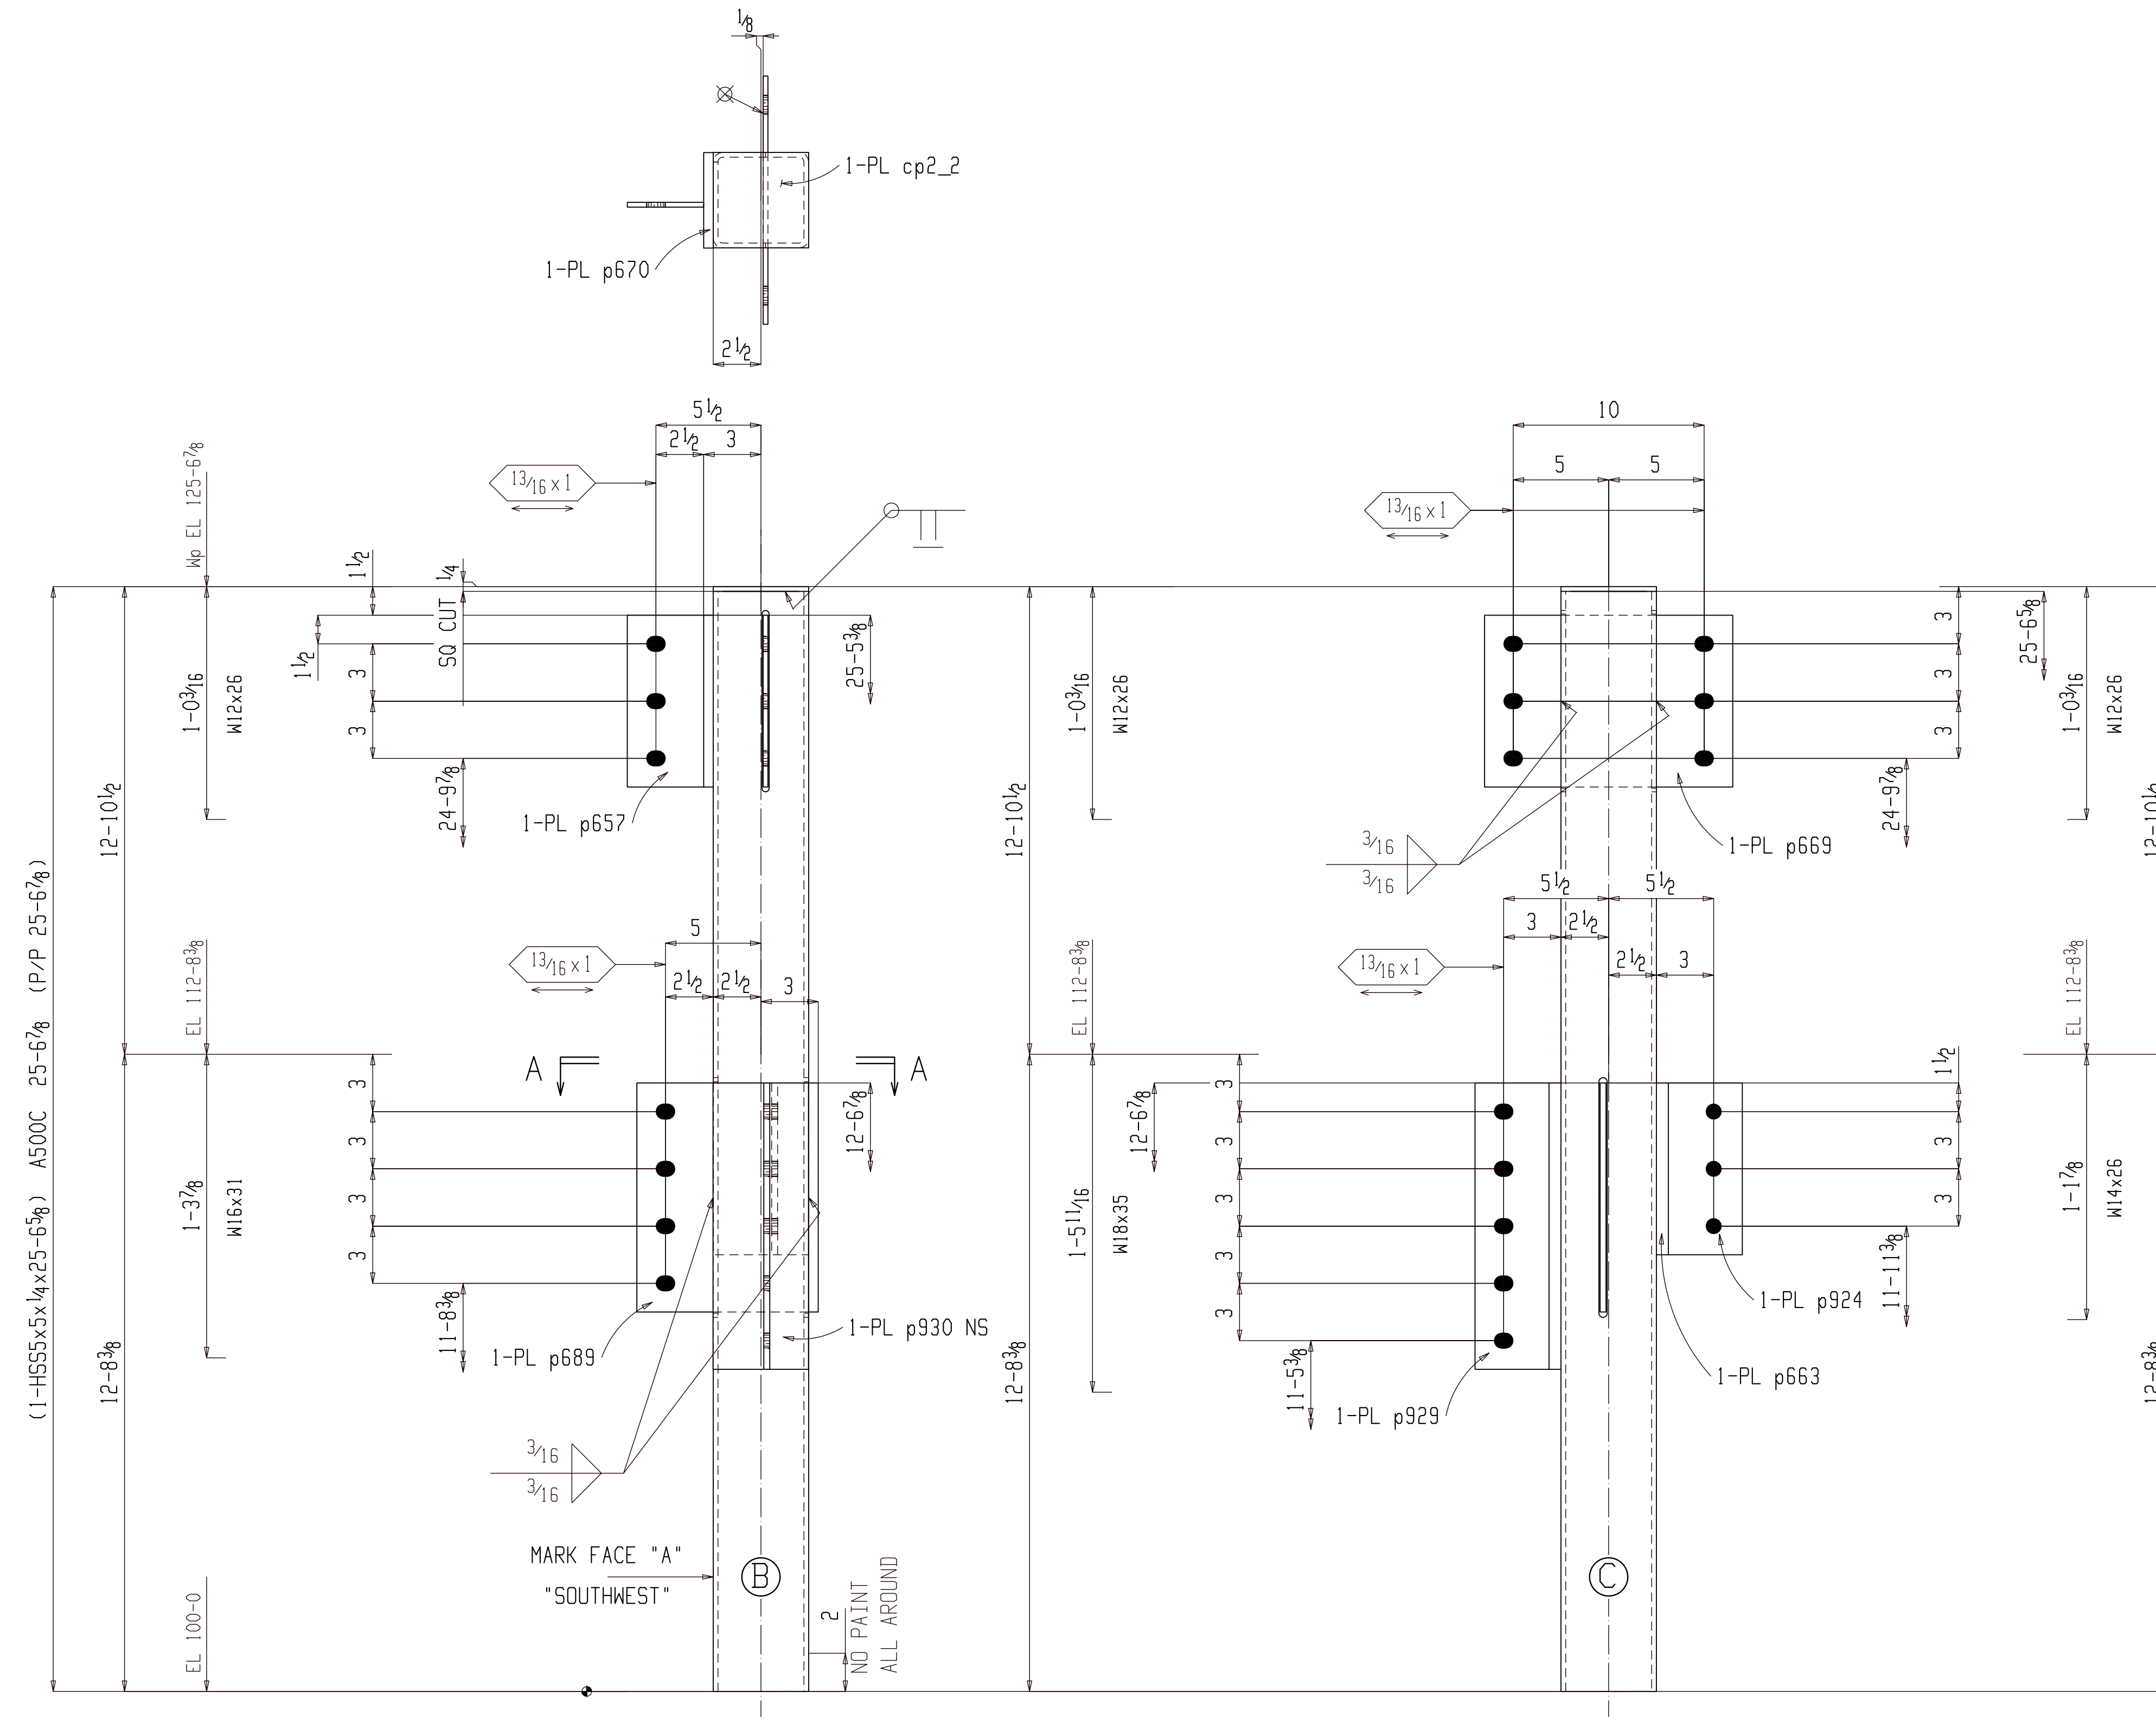 1/8
1-PL cp2_2
1-PL p670
2 1/2
5 1/2
2 1/2
3
13/16 x 1
10
5
5
13/16 x 1
Wp EL 125-6 7/8
1 1/2
1/4
SQ CUT
1 1/2
3
3
24-9 7/8
1-0 3/16
W12x26
25-5 3/8
1-PL p657
12-10 1/2
1-0 3/16
W12x26
12-10 1/2
3
3
3
25-6 5/8
1-0 3/16
W12x26
24-9 7/8
12-10 1/2
1-PL p669
3/16
3/16
(1-HSS5x5x1/4x25-6 5/8) A500C 25-6 7/8 (P/P 25-6 7/8)
5
13/16 x 1
2 1/2
2 1/2
3
5 1/2
5 1/2
3
2 1/2
2 1/2
3
13/16 x 1
EL 112-8 3/8
EL 112-8 3/8
EL 112-8 3/8
A
A
3
3
3
3
11-8 3/8
1-3 7/8
W16x31
12-6 7/8
12-6 7/8
1-5 11/16
W18x35
3
3
3
3
3
11-5 3/8
1 1/2
3
3
11-11 3/8
1-1 7/8
W14x26
1-PL p924
1-PL p663
1-PL p929
1-PL p930 NS
1-PL p689
12-8 3/8
12-8 3/8
12-8 3/8
3/16
3/16
MARK FACE "A"
"SOUTHWEST"
B
C
2
NO PAINT
ALL AROUND
EL 100-0